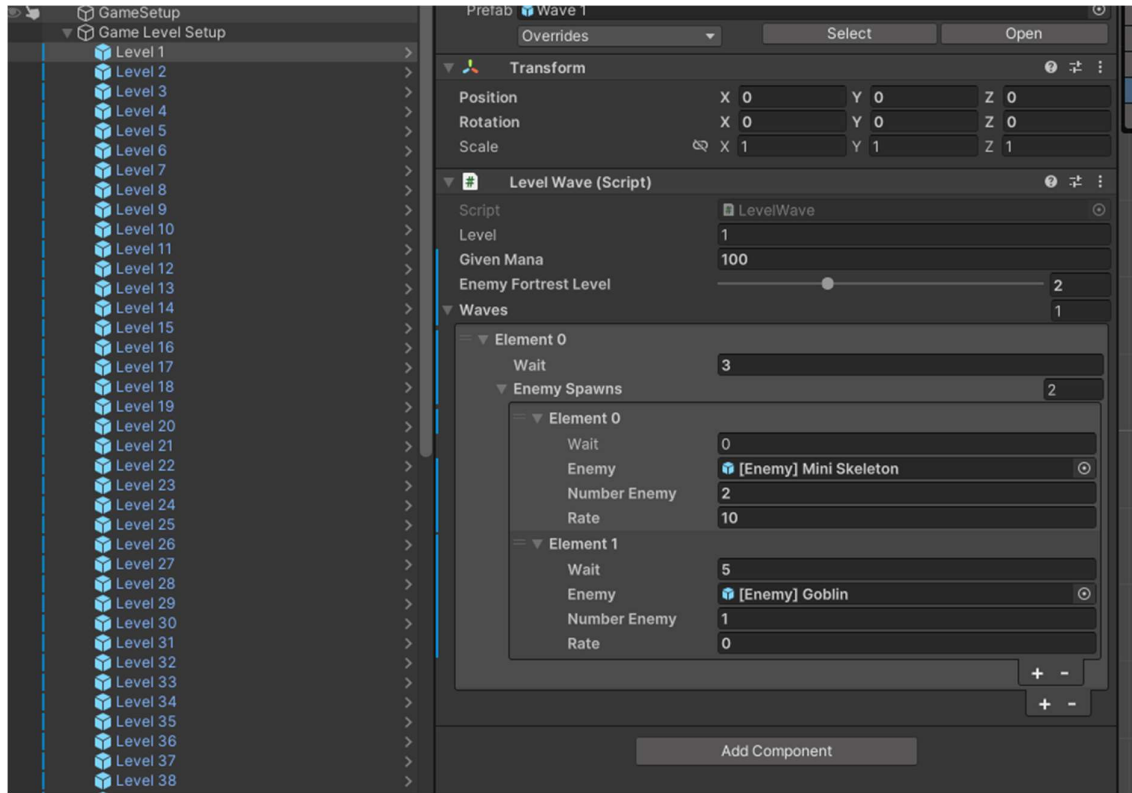 GameSetup
Game Level Setup
Level 1
Level 2
Level 3
Level 4
Level 5
Level 6
Level 7
Level 8
Level 9
Level 10
Level 11
Level 12
Level 13
Level 14
Level 15
Level 16
Level 17
Level 18
Level 19
Level 20
Level 21
Level 22
Level 23
Level 24
Level 25
Level 26
Level 27
Level 28
Level 29
Level 30
Level 31
Level 32
Level 33
Level 34
Level 35
Level 36
Level 37
Level 38
Prefab Wave 1
Overrides Select Open
Transform
Position X 0 Y 0 Z 0
Rotation X 0 Y 0 Z 0
Scale X 1 Y 1 Z 1
# Level Wave (Script)
Script # LevelWave
Level 1
Given Mana 100
Enemy Fortrest Level 2
Waves 1
Element 0
Wait 3
Enemy Spawns 2
Element 0
Wait 0
Enemy [Enemy] Mini Skeleton
Number Enemy 2
Rate 10
Element 1
Wait 5
Enemy [Enemy] Goblin
Number Enemy 1
Rate 0
+ -
+ -
Add Component